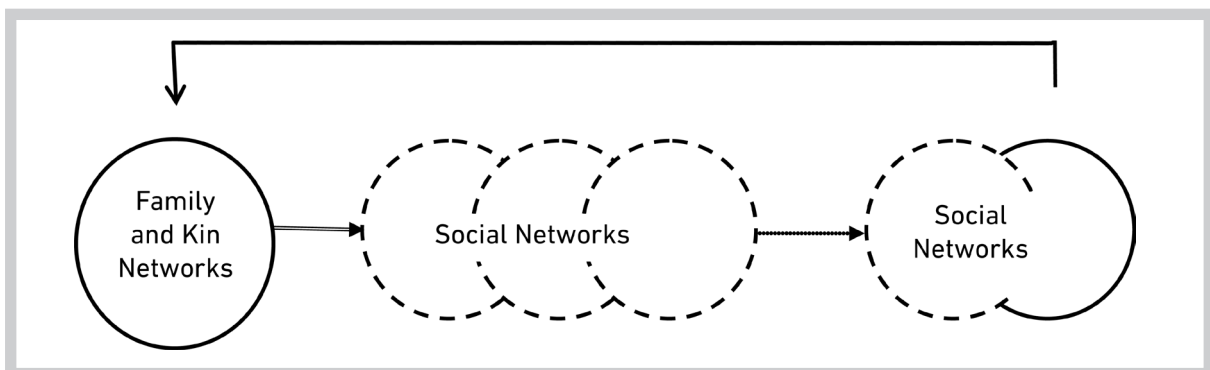 Family
and Kin
Networks
Social Networks
Social
Networks